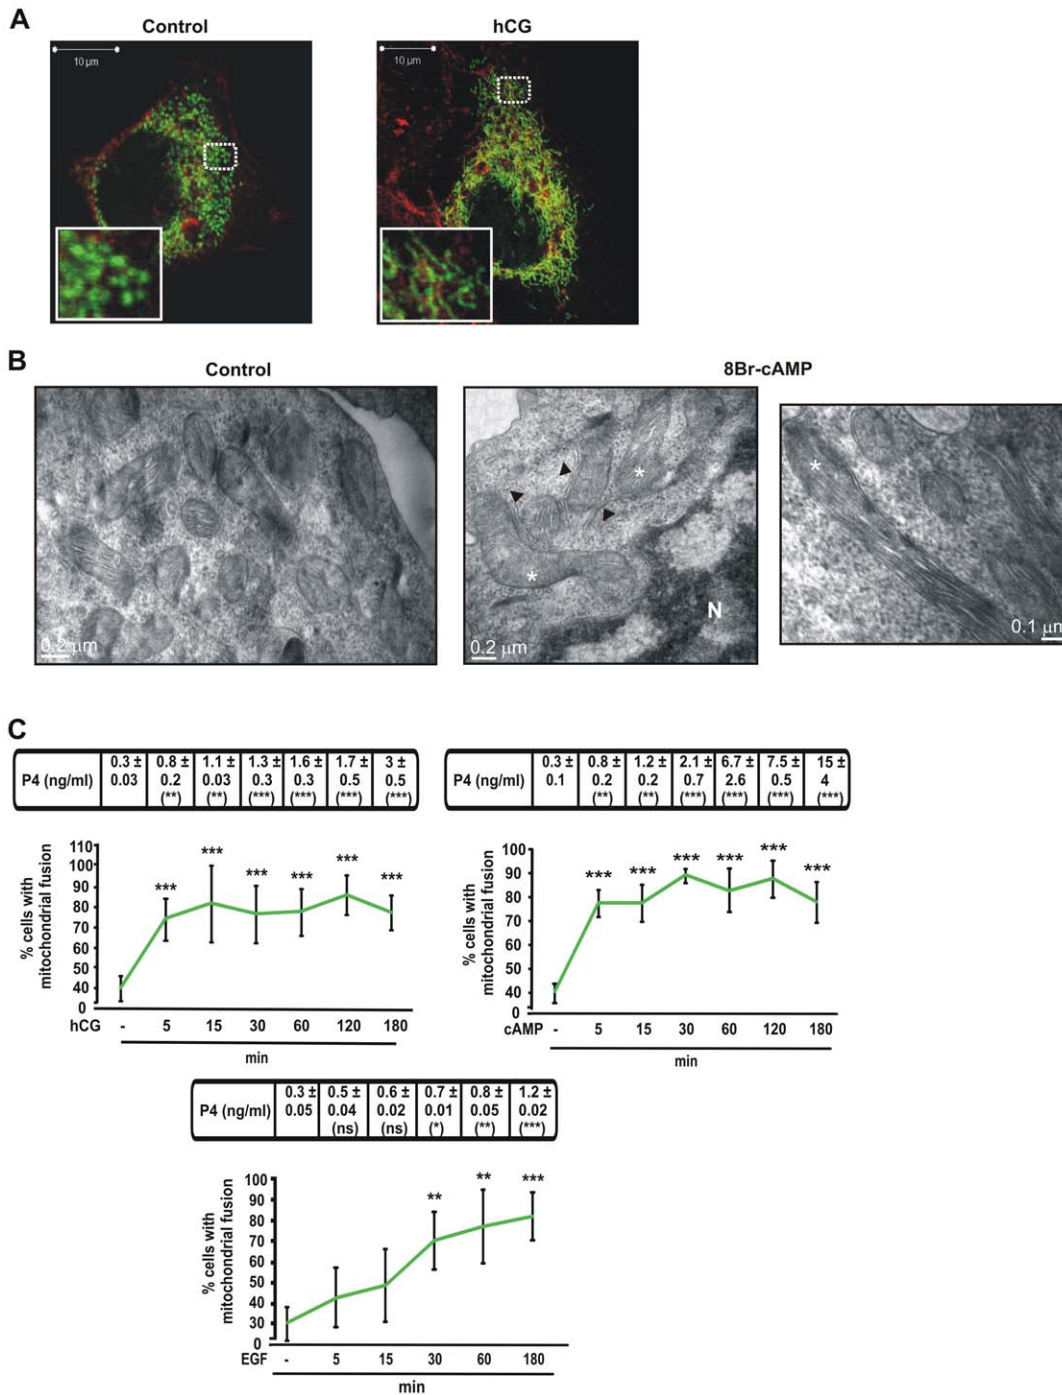 A
Control
hCG
10 µm
10 µm
B
Control
8Br-cAMP
*
*
*
N
0.2 µm
0.2 µm
0.1 µm
C
P4 (ng/ml) 0.3 ± 0.8 ± 1.1 ± 1.3 ± 1.6 ± 1.7 ± 3 ±
0.03 0.2 0.03 0.3 0.3 0.5 0.5
(**) (**) (***) (***) (***) (***)
110
100
90
80
70
60
50
40
0
% cells with
mitochondrial fusion
*** *** *** *** *** ***
hCG - 5 15 30 60 120 180
min
P4 (ng/ml) 0.3 ± 0.8 ± 1.2 ± 2.1 ± 6.7 ± 7.5 ± 15 ±
0.1 0.2 0.2 0.7 2.6 0.5 4
(**) (**) (***) (***) (***) (***)
100
90
80
70
60
50
40
0
% cells with
mitochondrial fusion
*** *** *** *** *** ***
cAMP - 5 15 30 60 120 180
min
P4 (ng/ml) 0.3 ± 0.5 ± 0.6 ± 0.7 ± 0.8 ± 1.2 ±
0.05 0.04 0.02 0.01 0.05 0.02
(ns) (ns) (*) (**) (***)
100
90
80
70
60
50
40
30
0
% cells with
mitochondrial fusion
** ** ***
EGF - 5 15 30 60 180
min